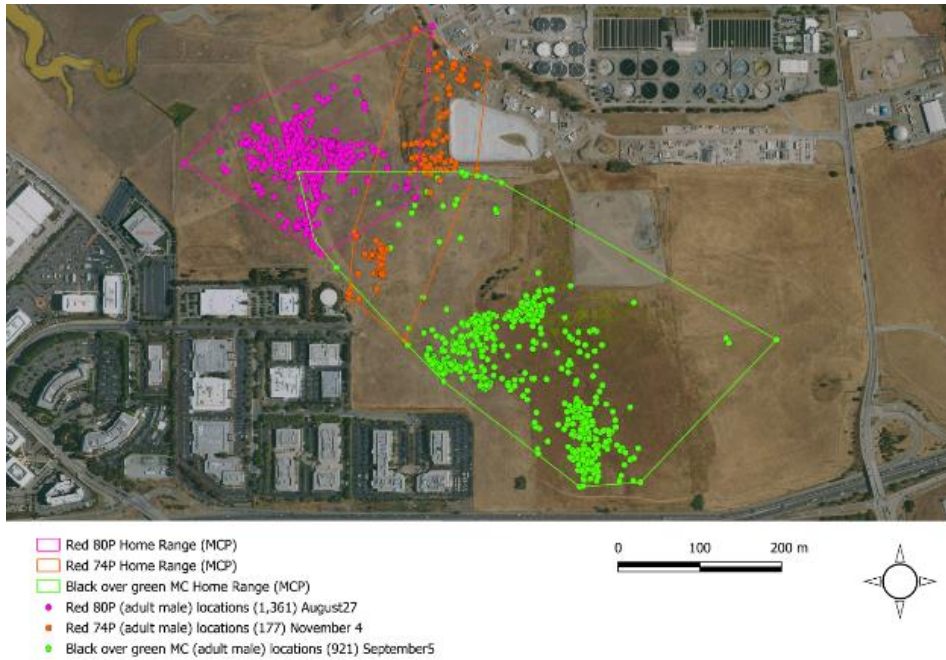 Red 80P Home Range (MCP)
Red 74P Home Range (MCP)
Black over green MC Home Range (MCP)
Red 80P (adult male) locations (1,361) August27
Red 74P (adult male) locations (177) November 4
Black over green MC (adult male) locations (921) September5
0 100 200 m